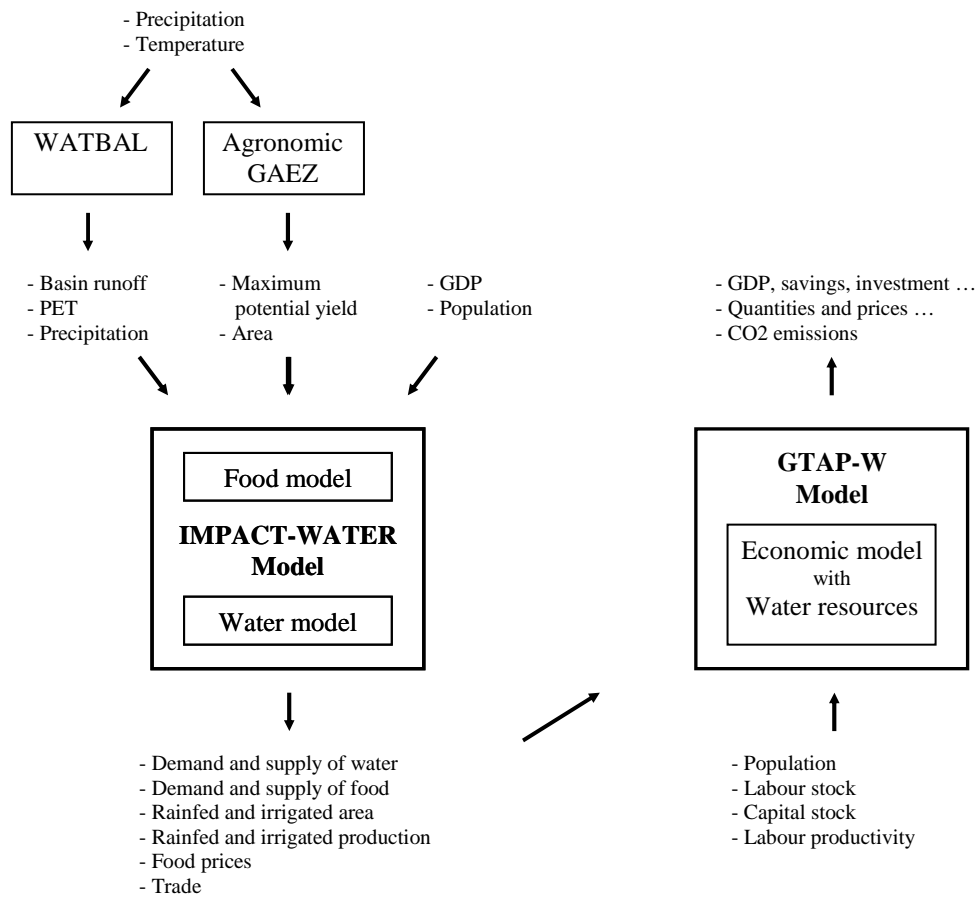 - Precipitation
- Temperature
WATBAL
Agronomic
GAEZ
- Basin runoff
- PET
- Precipitation
- Maximum
potential yield
- Area
- GDP
- Population
- GDP, savings, investment …
- Quantities and prices …
- CO2 emissions
Food model
IMPACT-WATER
Model
Water model
GTAP-W
Model
Economic model
with
Water resources
- Demand and supply of water
- Demand and supply of food
- Rainfed and irrigated area
- Rainfed and irrigated production
- Food prices
- Trade
- Population
- Labour stock
- Capital stock
- Labour productivity